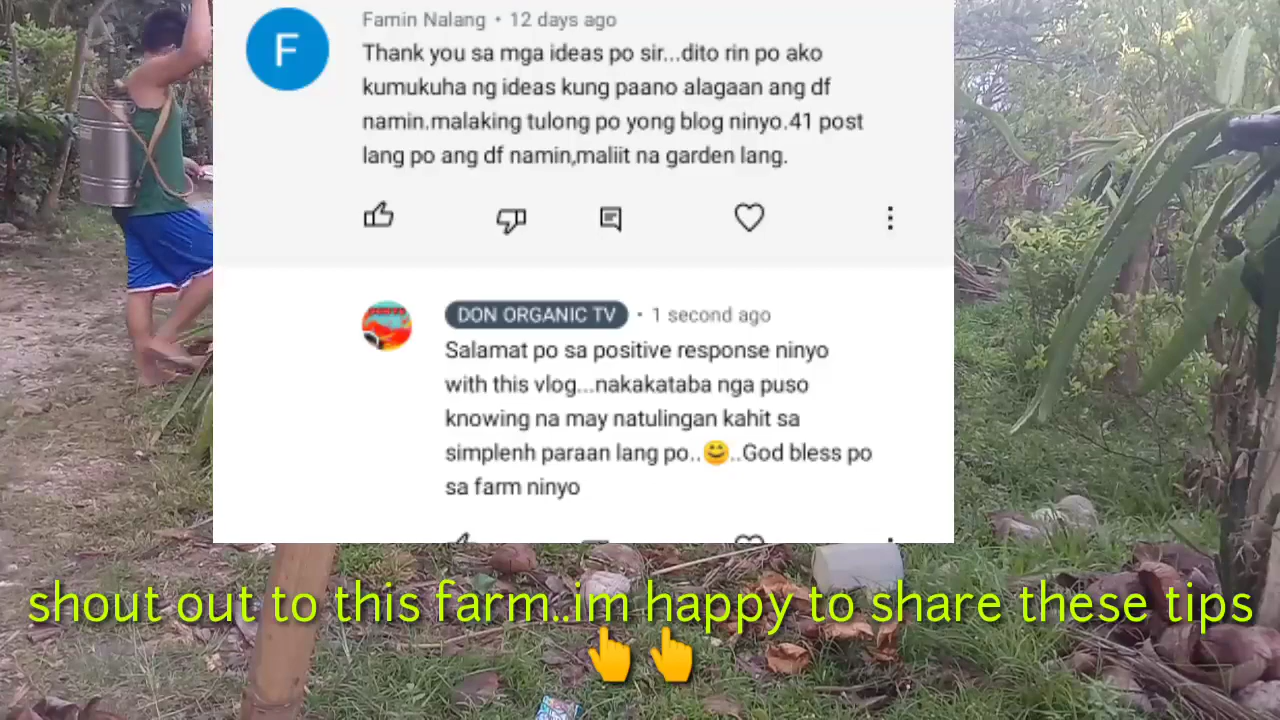 F
Famin Nalang • 12 days ago
Thank you sa mga ideas po sir...dito rin po ako
kumukuha ng ideas kung paano alagaan ang df
namin.malaking tulong po yong blog ninyo.41 post
lang po ang df namin,maliit na garden lang.
DON ORGANIC TV • 1 second ago
Salamat po sa positive response ninyo
with this vlog...nakakataba nga puso
knowing na may natulingan kahit sa
simplenh paraan lang po..😊..God bless po
sa farm ninyo
shout out to this farm..im happy to share these tips
👆👆